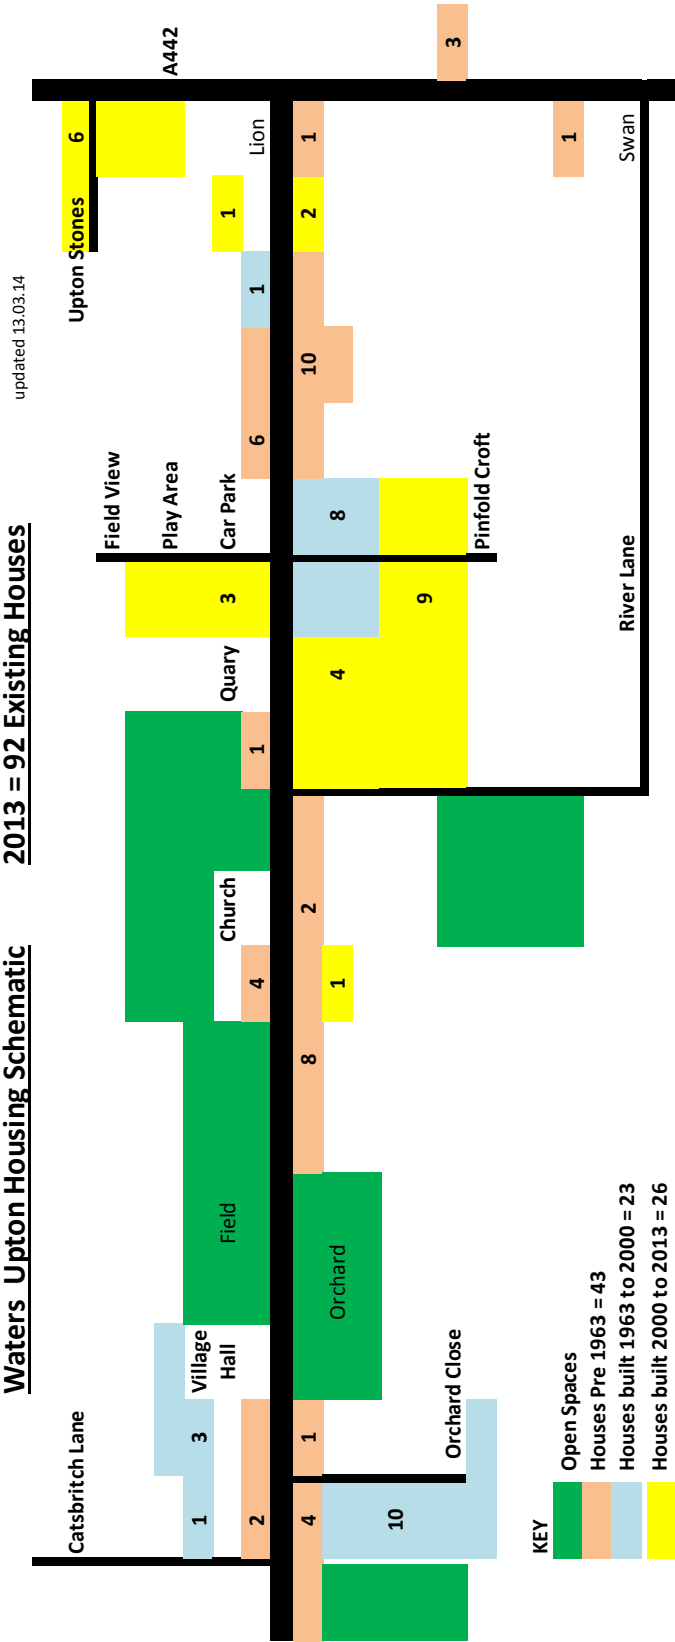 Waters Upton Housing Schematic
2013 = 92 Existing Houses
updated 13.03.14
Catsbritch Lane
Field View
Upton Stones
6
A442
Play Area
1
3
Village
Hall
Field
Church
Quary
3
Car Park
1
2
4
1
6
1
Lion
4
1
8
2
10
2
1
10
Orchard
1
4
8
9
3
Orchard Close
Pinfold Croft
1
River Lane
Swan
KEY
Open Spaces
Houses Pre 1963 = 43
Houses built 1963 to 2000 = 23
Houses built 2000 to 2013 = 26